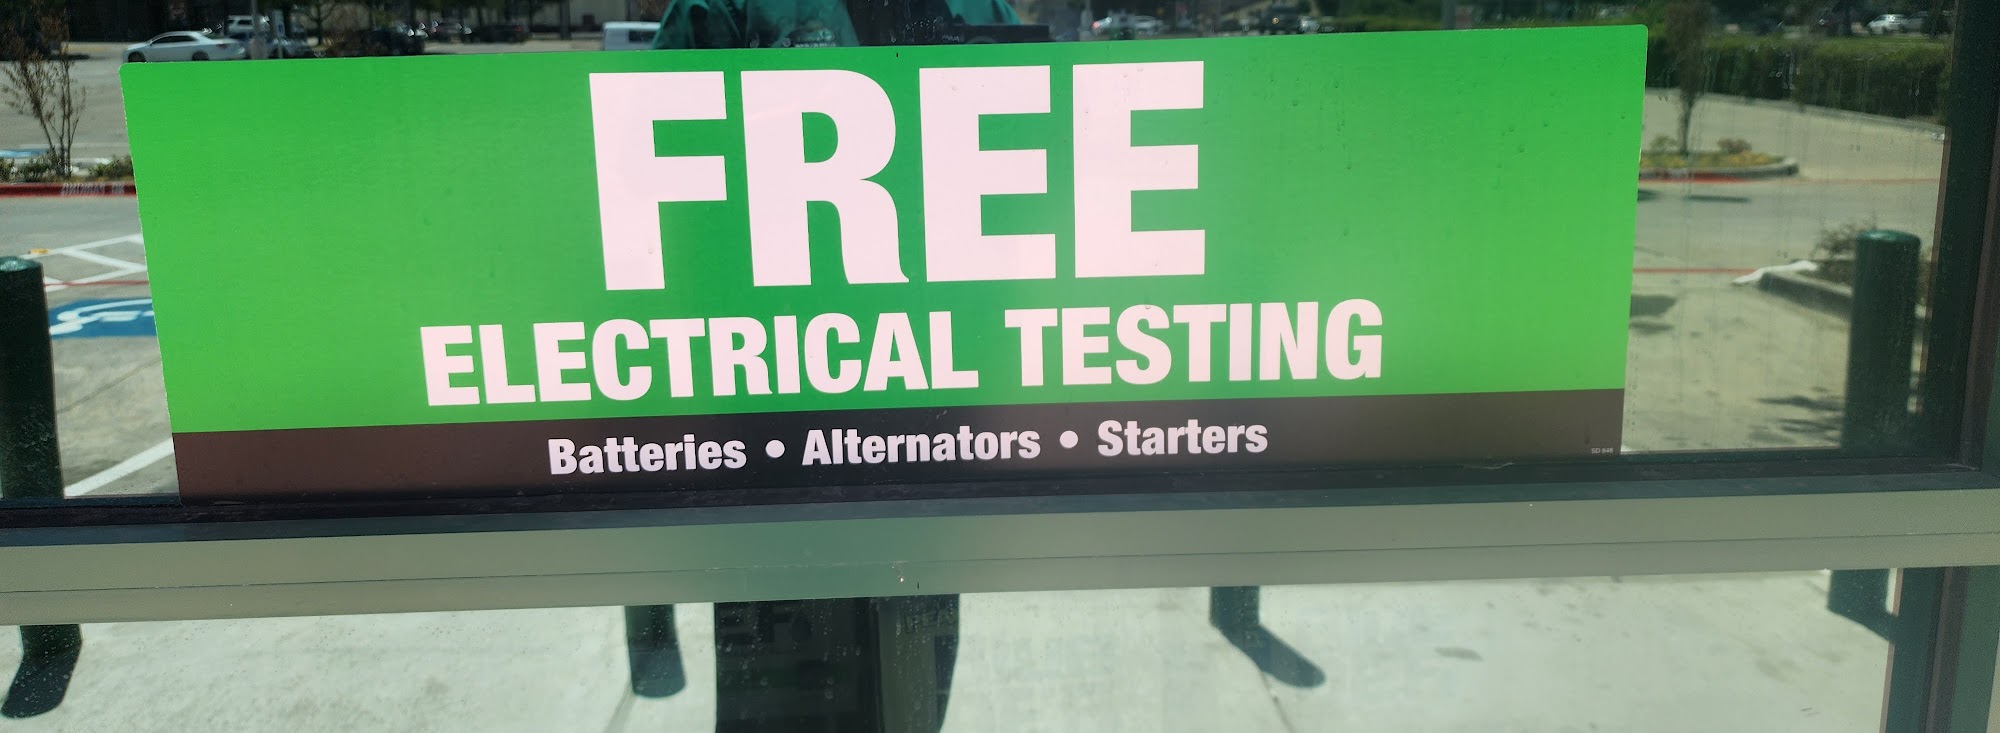 FREE
ELECTRICAL TESTING
Batteries • Alternators • Starters